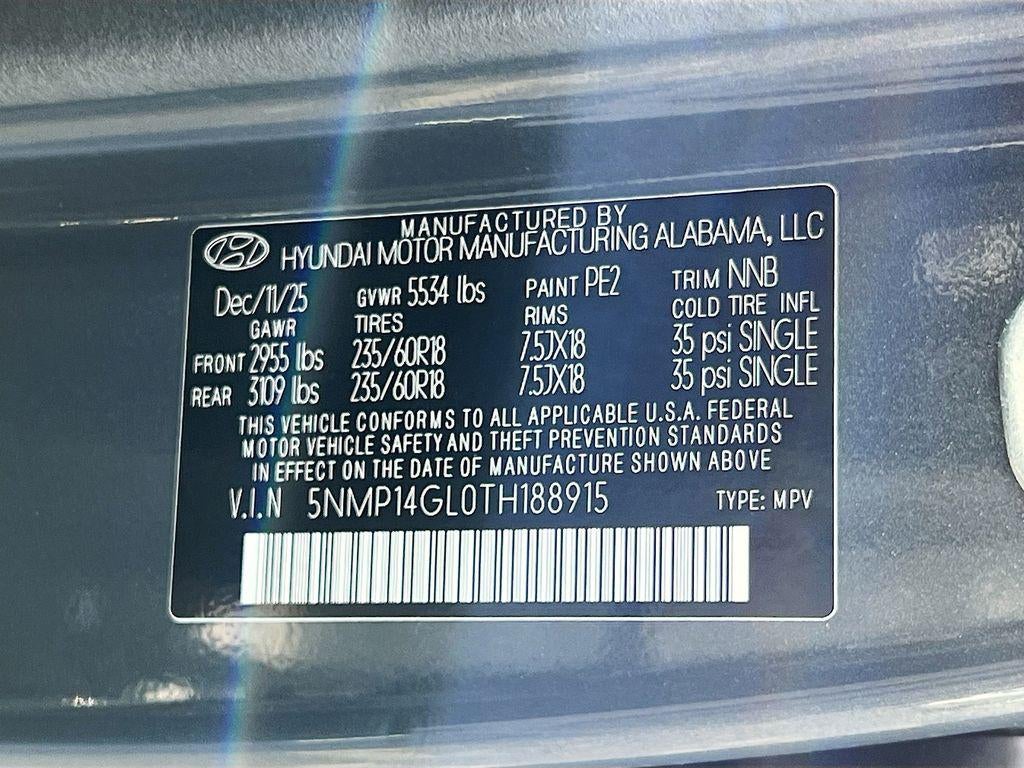 MANUFACTURED BY
HYUNDAI MOTOR MANUFACTURING ALABAMA, LLC
Dec/11/25 GVWR 5534 lbs PAINT PE2 TRIM NNB
GAWR TIRES RIMS COLD TIRE INFL
FRONT 2955 lbs 235/60R18 7.5JX18 35 psi SINGLE
REAR 3109 lbs 235/60R18 7.5JX18 35 psi SINGLE
THIS VEHICLE CONFORMS TO ALL APPLICABLE U.S.A. FEDERAL
MOTOR VEHICLE SAFETY AND THEFT PREVENTION STANDARDS
IN EFFECT ON THE DATE OF MANUFACTURE SHOWN ABOVE
V.I.N 5NMP14GL0TH188915 TYPE: MPV